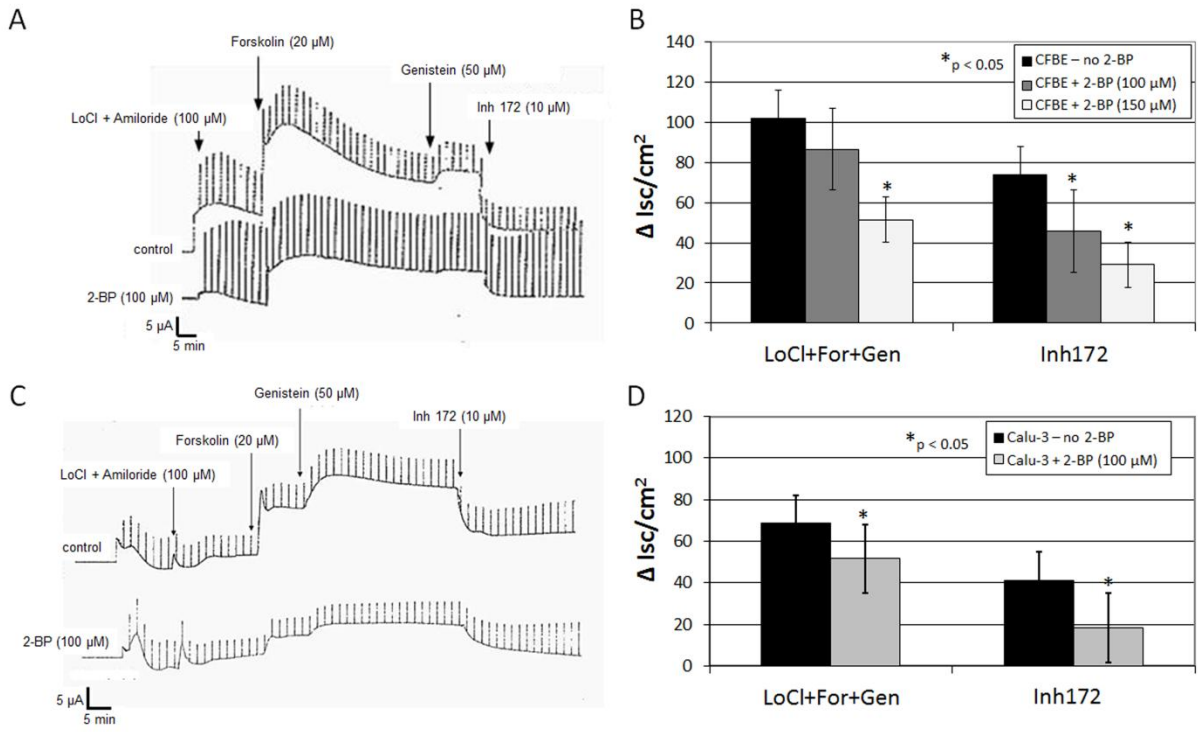 A
Forskolin (20 µM)
Genistein (50 µM)
LoCl + Amiloride (100 µM)
Inh 172 (10 µM)
control
2-BP (100 µM)
5 µA
5 min
B
140
120
100
80
60
40
20
0
Δ Isc/cm²
*p < 0.05
CFBE – no 2-BP
CFBE + 2-BP (100 µM)
CFBE + 2-BP (150 µM)
*
*
*
LoCl+For+Gen
Inh172
C
Genistein (50 µM)
Inh 172 (10 µM)
Forskolin (20 µM)
LoCl + Amiloride (100 µM)
control
2-BP (100 µM)
5 µA
5 min
D
120
100
80
60
40
20
0
Δ Isc/cm²
*p < 0.05
Calu-3 – no 2-BP
Calu-3 + 2-BP (100 µM)
*
*
LoCl+For+Gen
Inh172